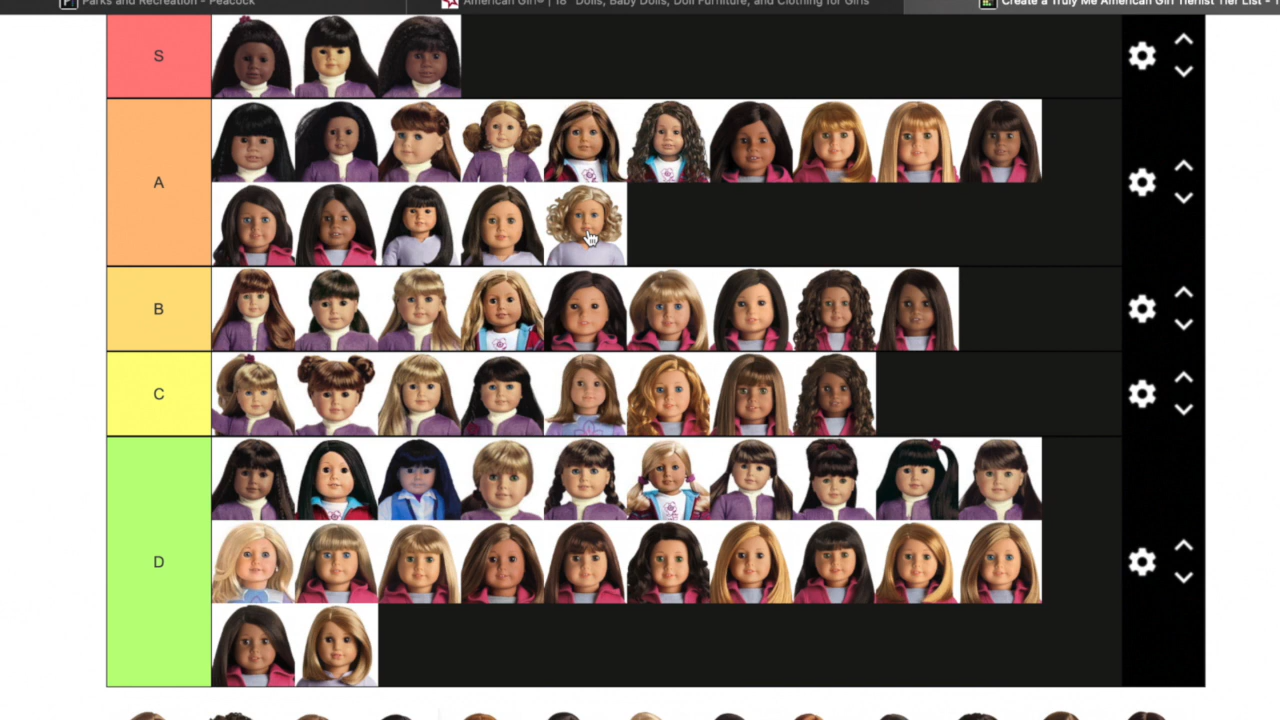 Parks and Recreation - Peacock
American Girl® | 18" Dolls, Baby Dolls, Doll Furniture, and Clothing for Girls
Create a Truly Me American Girl Tierlist Tier List -
S
A
B
C
D